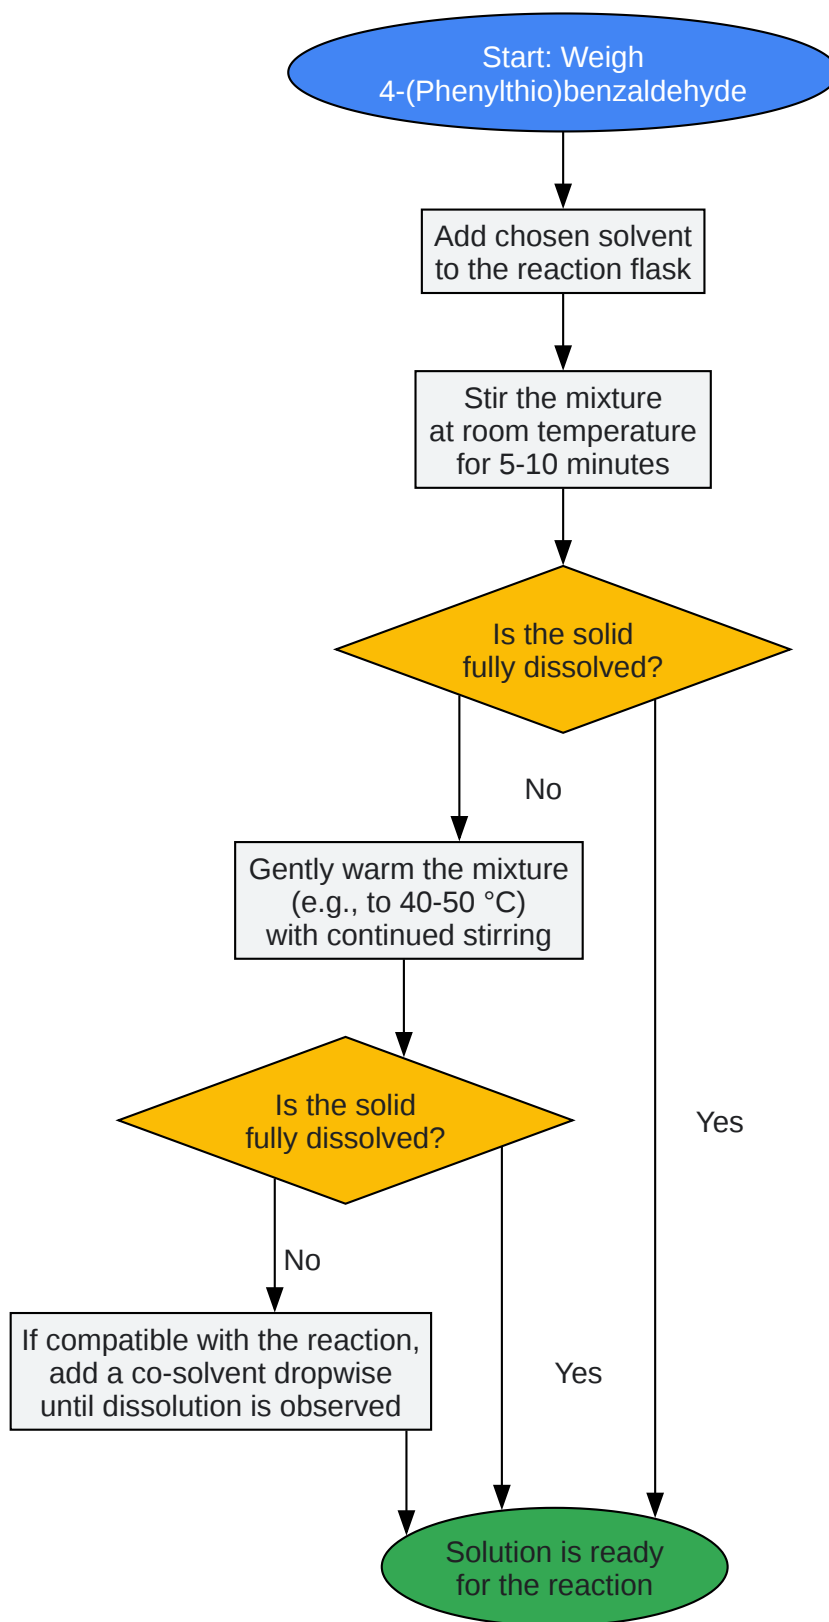 Start: Weigh
4-(Phenylthio)benzaldehyde
Add chosen solvent
to the reaction flask
Stir the mixture
at room temperature
for 5-10 minutes
Is the solid
fully dissolved?
No
Gently warm the mixture
(e.g., to 40-50 °C)
with continued stirring
Is the solid
fully dissolved?
Yes
No
If compatible with the reaction,
add a co-solvent dropwise
until dissolution is observed
Yes
Solution is ready
for the reaction